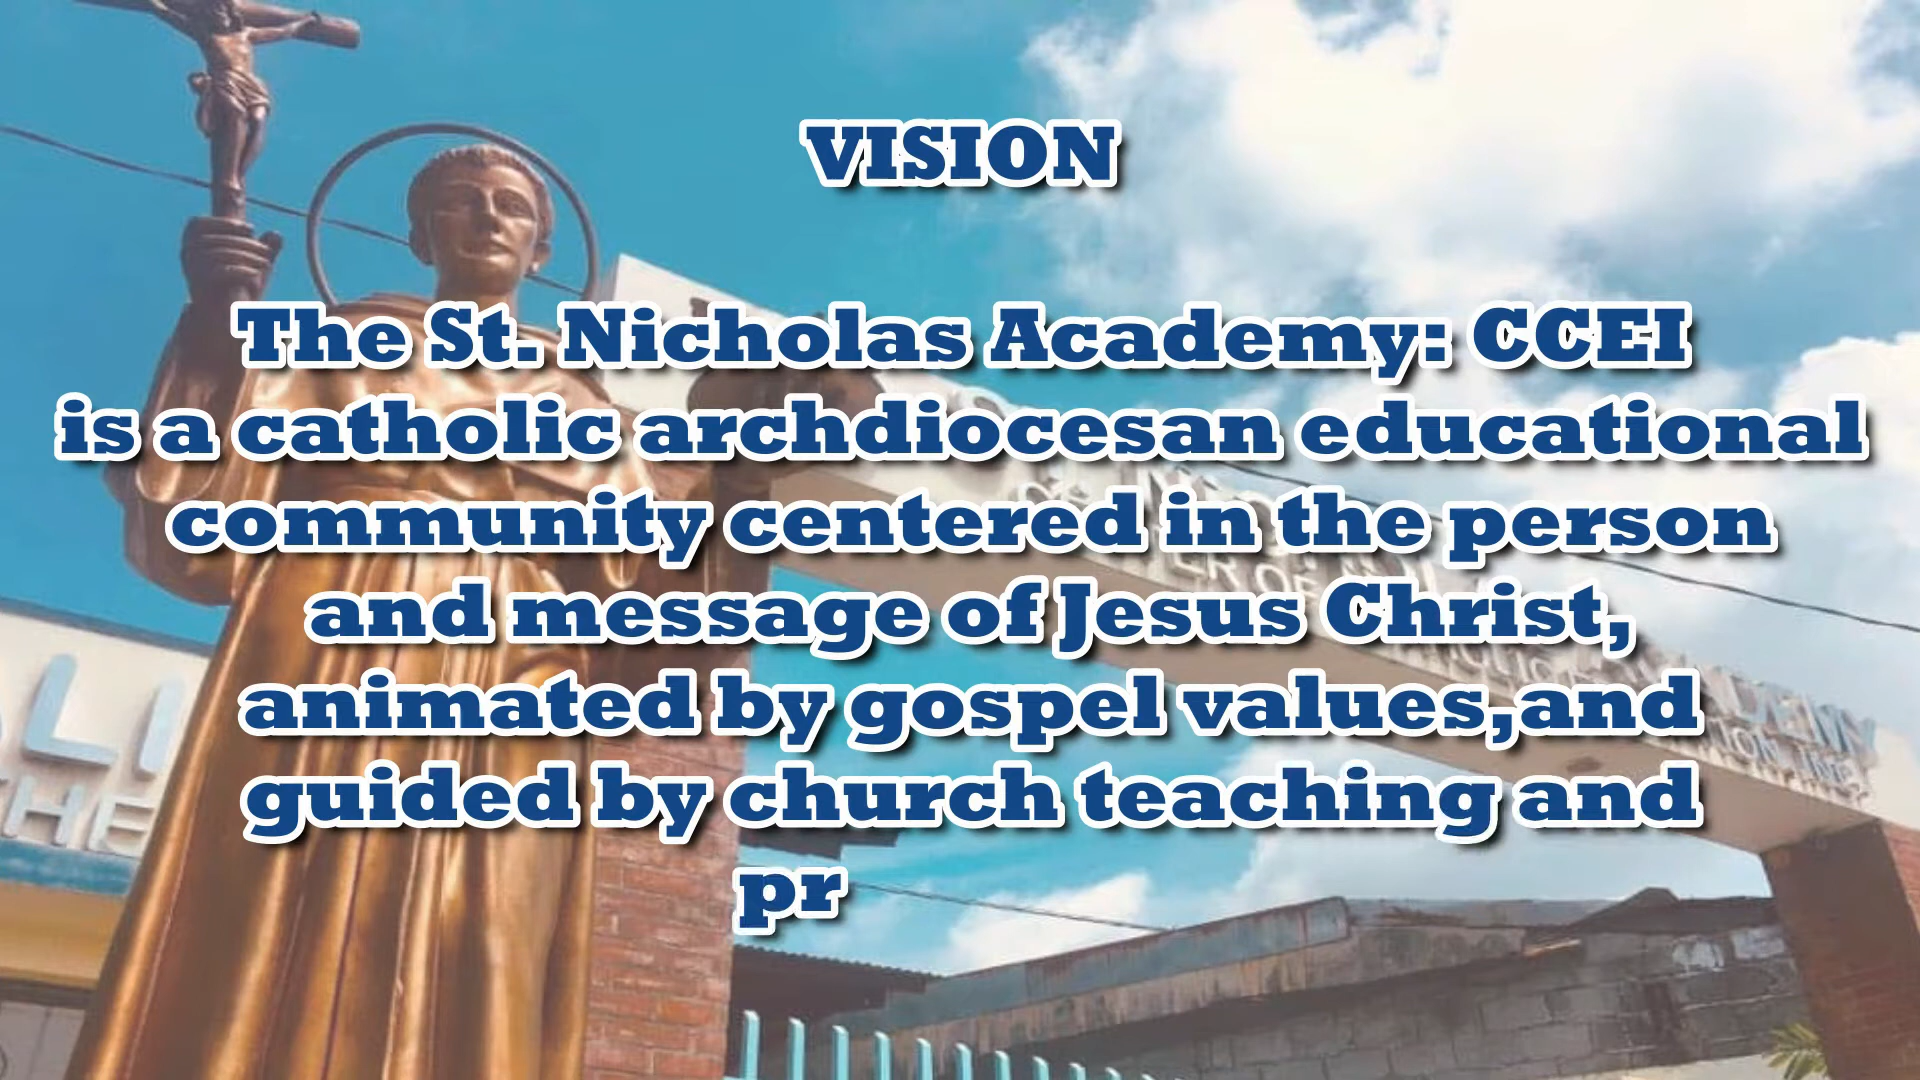 VISION
The St. Nicholas Academy: CCEI
is a catholic archdiocesan educational
community centered in the person
and message of Jesus Christ,
animated by gospel values,and
guided by church teaching and
pr